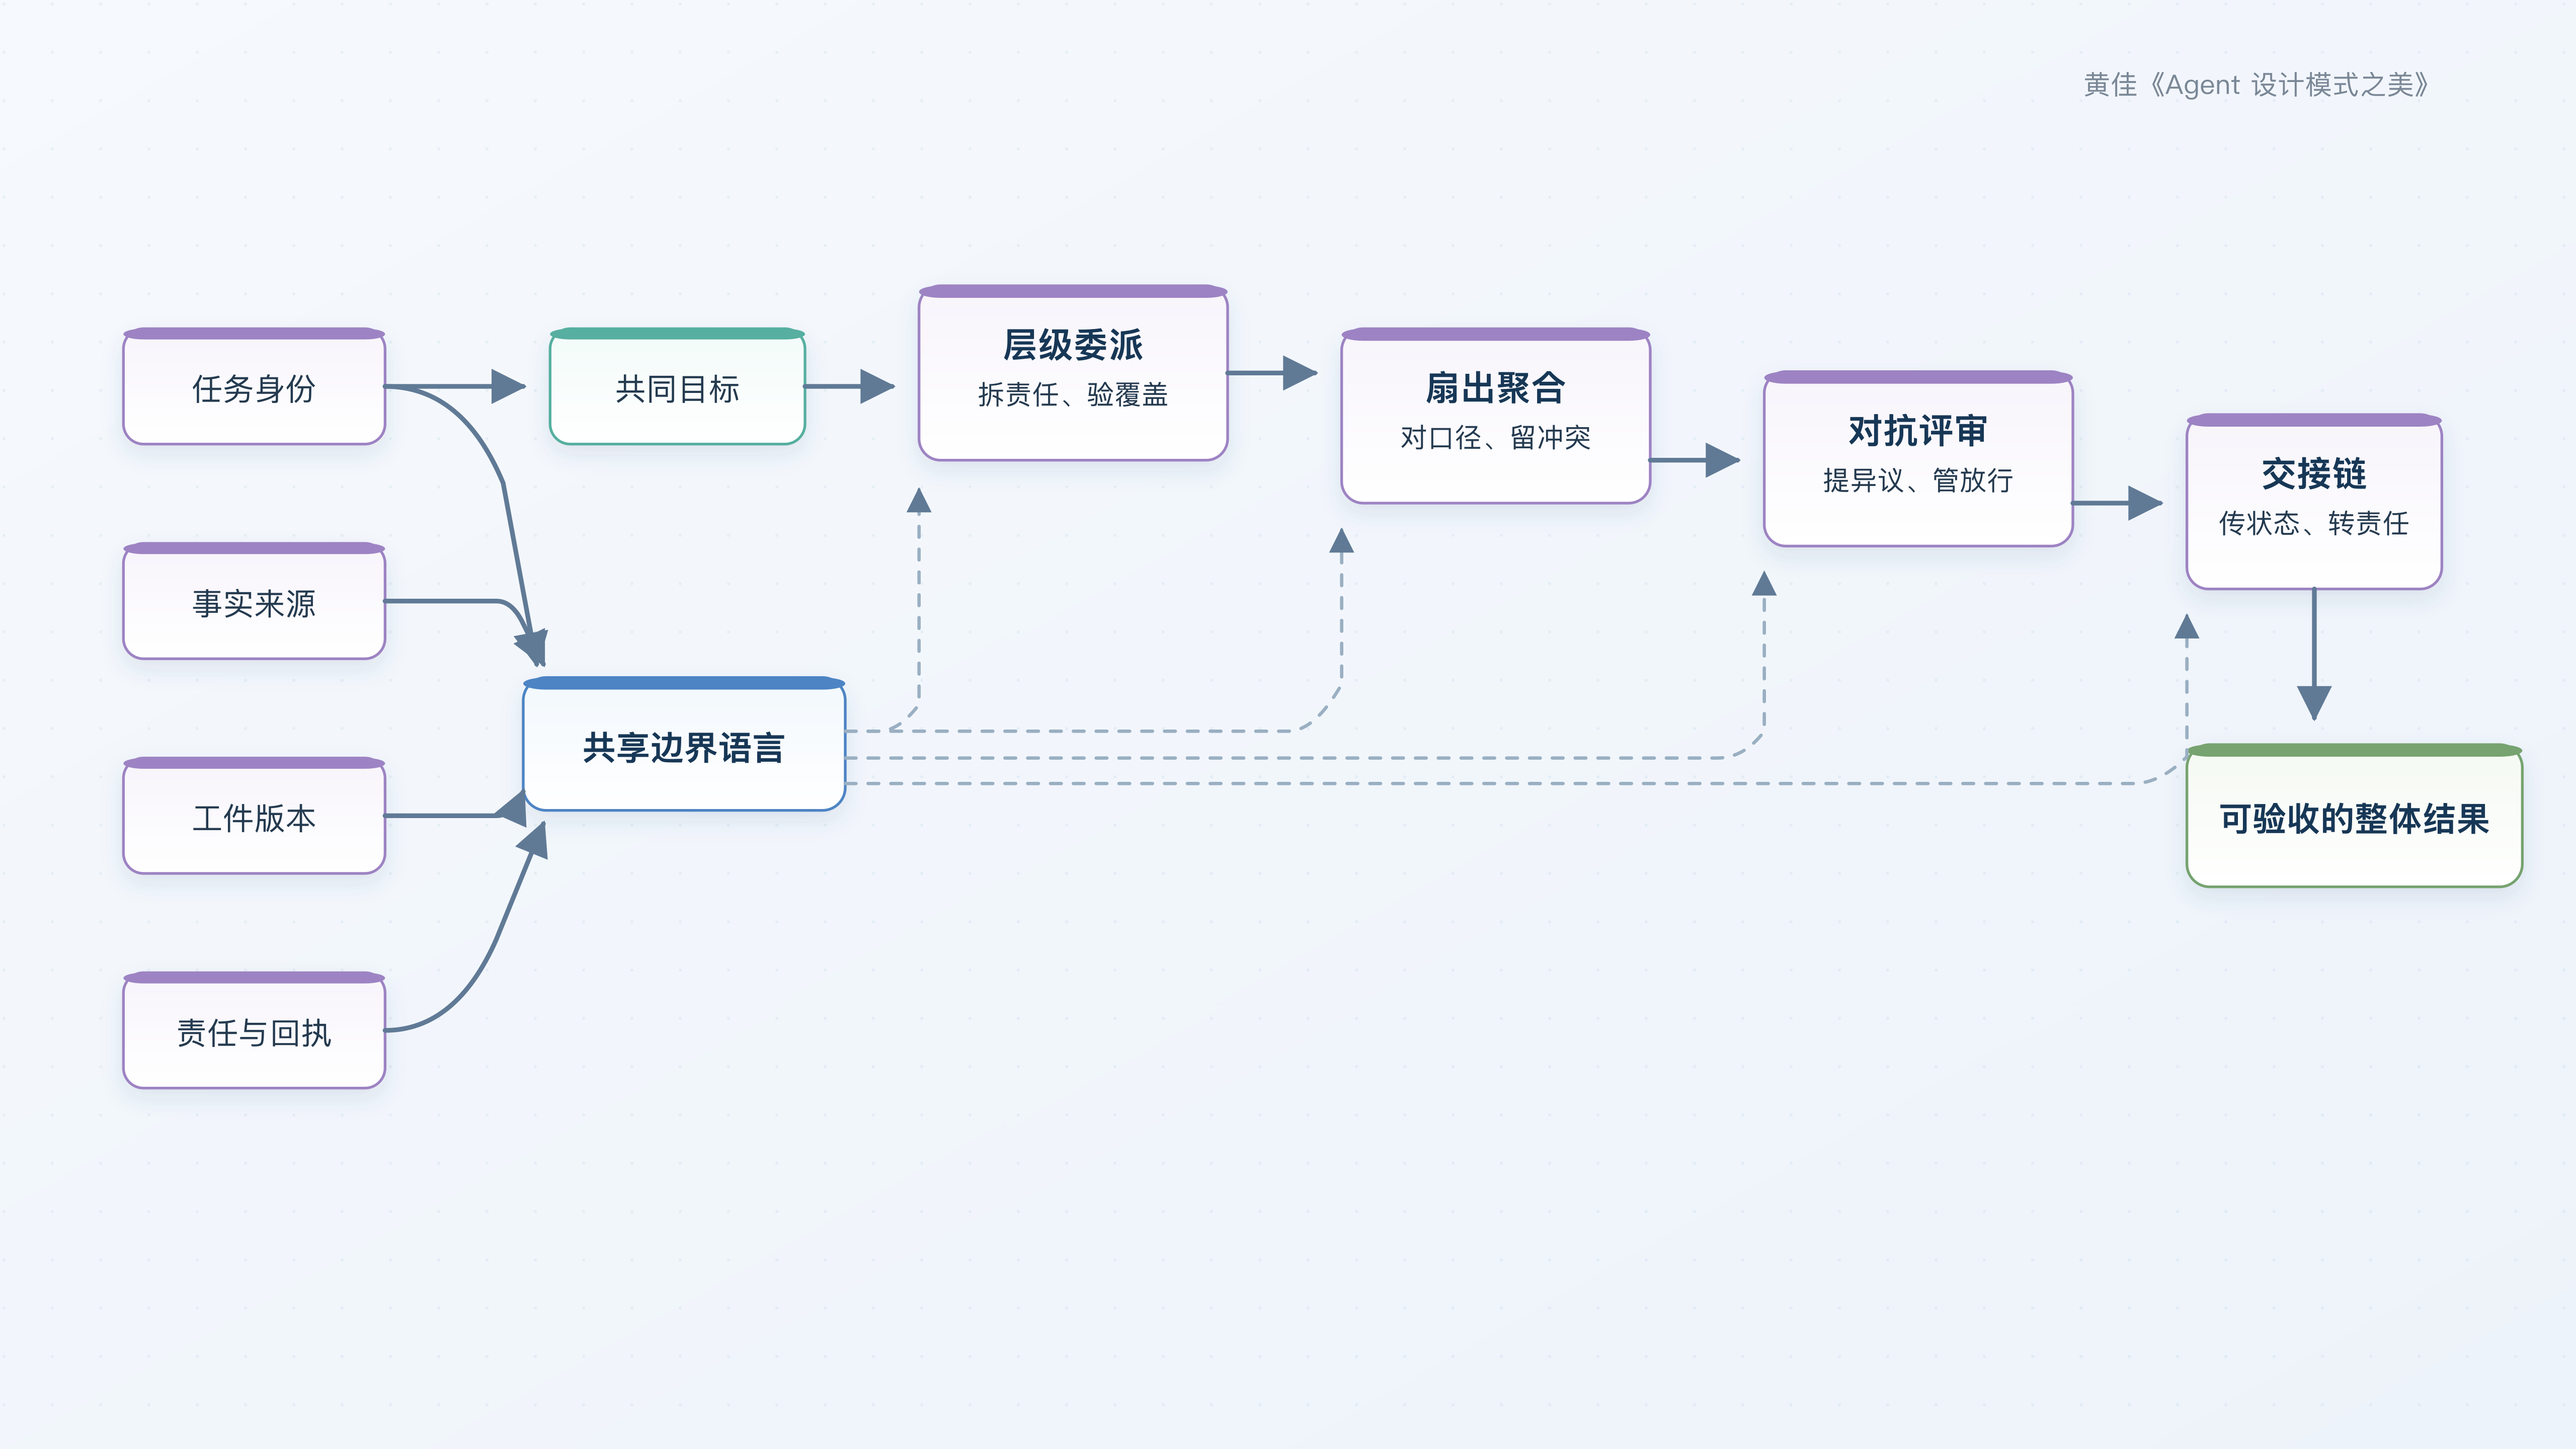 黄佳《Agent 设计模式之美》
任务身份
共同目标
层级委派
拆责任、验覆盖
扇出聚合
对口径、留冲突
对抗评审
提异议、管放行
交接链
传状态、转责任
事实来源
共享边界语言
工件版本
可验收的整体结果
责任与回执